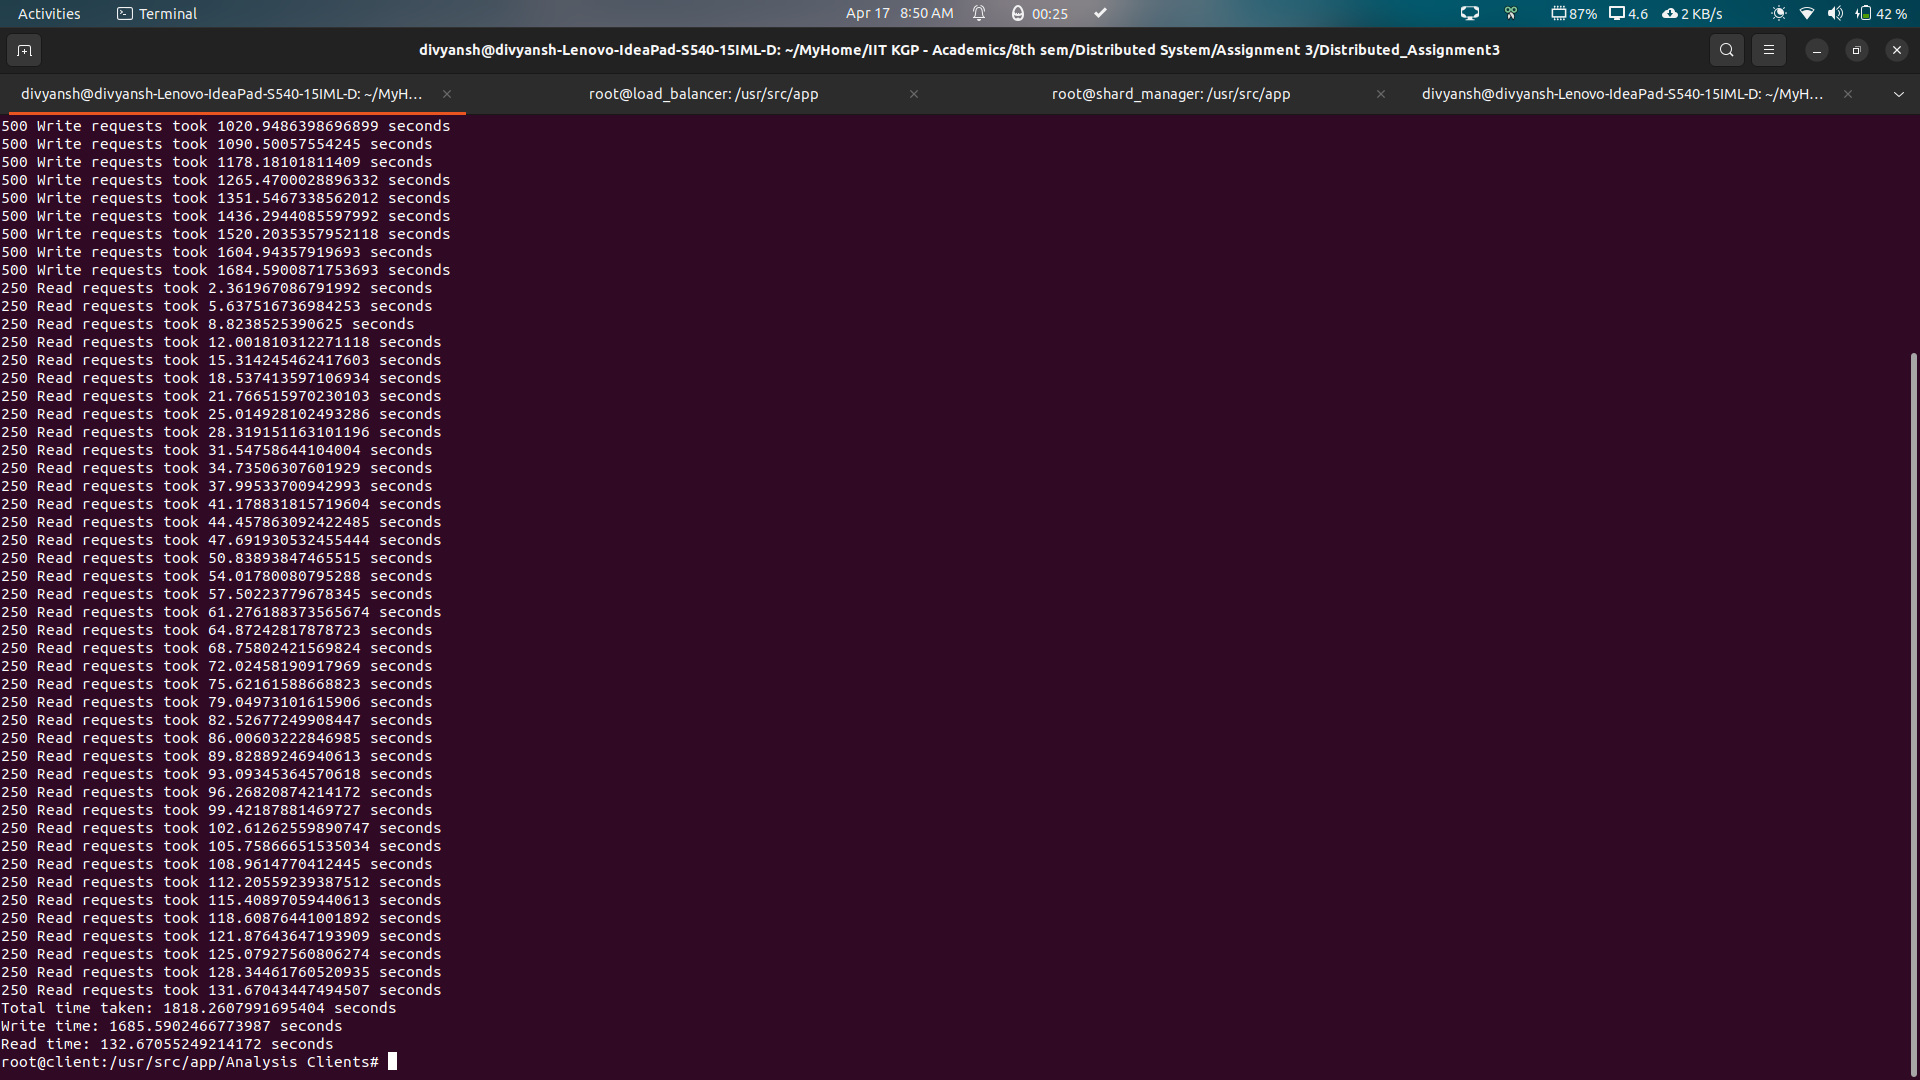 Activities Terminal Apr 17 8:50 AM 00:25 87% 4.6 2 KB/s 42 %
divyansh@divyansh-Lenovo-IdeaPad-S540-15IML-D: ~/MyHome/IIT KGP - Academics/8th sem/Distributed System/Assignment 3/Distributed_Assignment3
divyansh@divyansh-Lenovo-IdeaPad-S540-15IML-D: ~/MyH... root@load_balancer: /usr/src/app root@shard_manager: /usr/src/app divyansh@divyansh-Lenovo-IdeaPad-S540-15IML-D: ~/MyH...
500 Write requests took 1020.9486398696899 seconds
500 Write requests took 1090.50057554245 seconds
500 Write requests took 1178.18101811409 seconds
500 Write requests took 1265.4700028896332 seconds
500 Write requests took 1351.5467338562012 seconds
500 Write requests took 1436.2944085597992 seconds
500 Write requests took 1520.2035357952118 seconds
500 Write requests took 1604.94357919693 seconds
500 Write requests took 1684.5900871753693 seconds
250 Read requests took 2.361967086791992 seconds
250 Read requests took 5.637516736984253 seconds
250 Read requests took 8.8238525390625 seconds
250 Read requests took 12.001810312271118 seconds
250 Read requests took 15.314245462417603 seconds
250 Read requests took 18.537413597106934 seconds
250 Read requests took 21.766515970230103 seconds
250 Read requests took 25.014928102493286 seconds
250 Read requests took 28.319151163101196 seconds
250 Read requests took 31.54758644104004 seconds
250 Read requests took 34.73506307601929 seconds
250 Read requests took 37.99533700942993 seconds
250 Read requests took 41.178831815719604 seconds
250 Read requests took 44.457863092422485 seconds
250 Read requests took 47.691930532455444 seconds
250 Read requests took 50.83893847465515 seconds
250 Read requests took 54.01780080795288 seconds
250 Read requests took 57.50223779678345 seconds
250 Read requests took 61.276188373565674 seconds
250 Read requests took 64.87242817878723 seconds
250 Read requests took 68.75802421569824 seconds
250 Read requests took 72.02458190917969 seconds
250 Read requests took 75.62161588668823 seconds
250 Read requests took 79.04973101615906 seconds
250 Read requests took 82.52677249908447 seconds
250 Read requests took 86.00603222846985 seconds
250 Read requests took 89.82889246940613 seconds
250 Read requests took 93.09345364570618 seconds
250 Read requests took 96.26820874214172 seconds
250 Read requests took 99.42187881469727 seconds
250 Read requests took 102.61262559890747 seconds
250 Read requests took 105.75866651535034 seconds
250 Read requests took 108.9614770412445 seconds
250 Read requests took 112.20559239387512 seconds
250 Read requests took 115.40897059440613 seconds
250 Read requests took 118.60876441001892 seconds
250 Read requests took 121.87643647193909 seconds
250 Read requests took 125.07927560806274 seconds
250 Read requests took 128.34461760520935 seconds
250 Read requests took 131.67043447494507 seconds
Total time taken: 1818.2607991695404 seconds
Write time: 1685.5902466773987 seconds
Read time: 132.67055249214172 seconds
root@client:/usr/src/app/Analysis Clients#